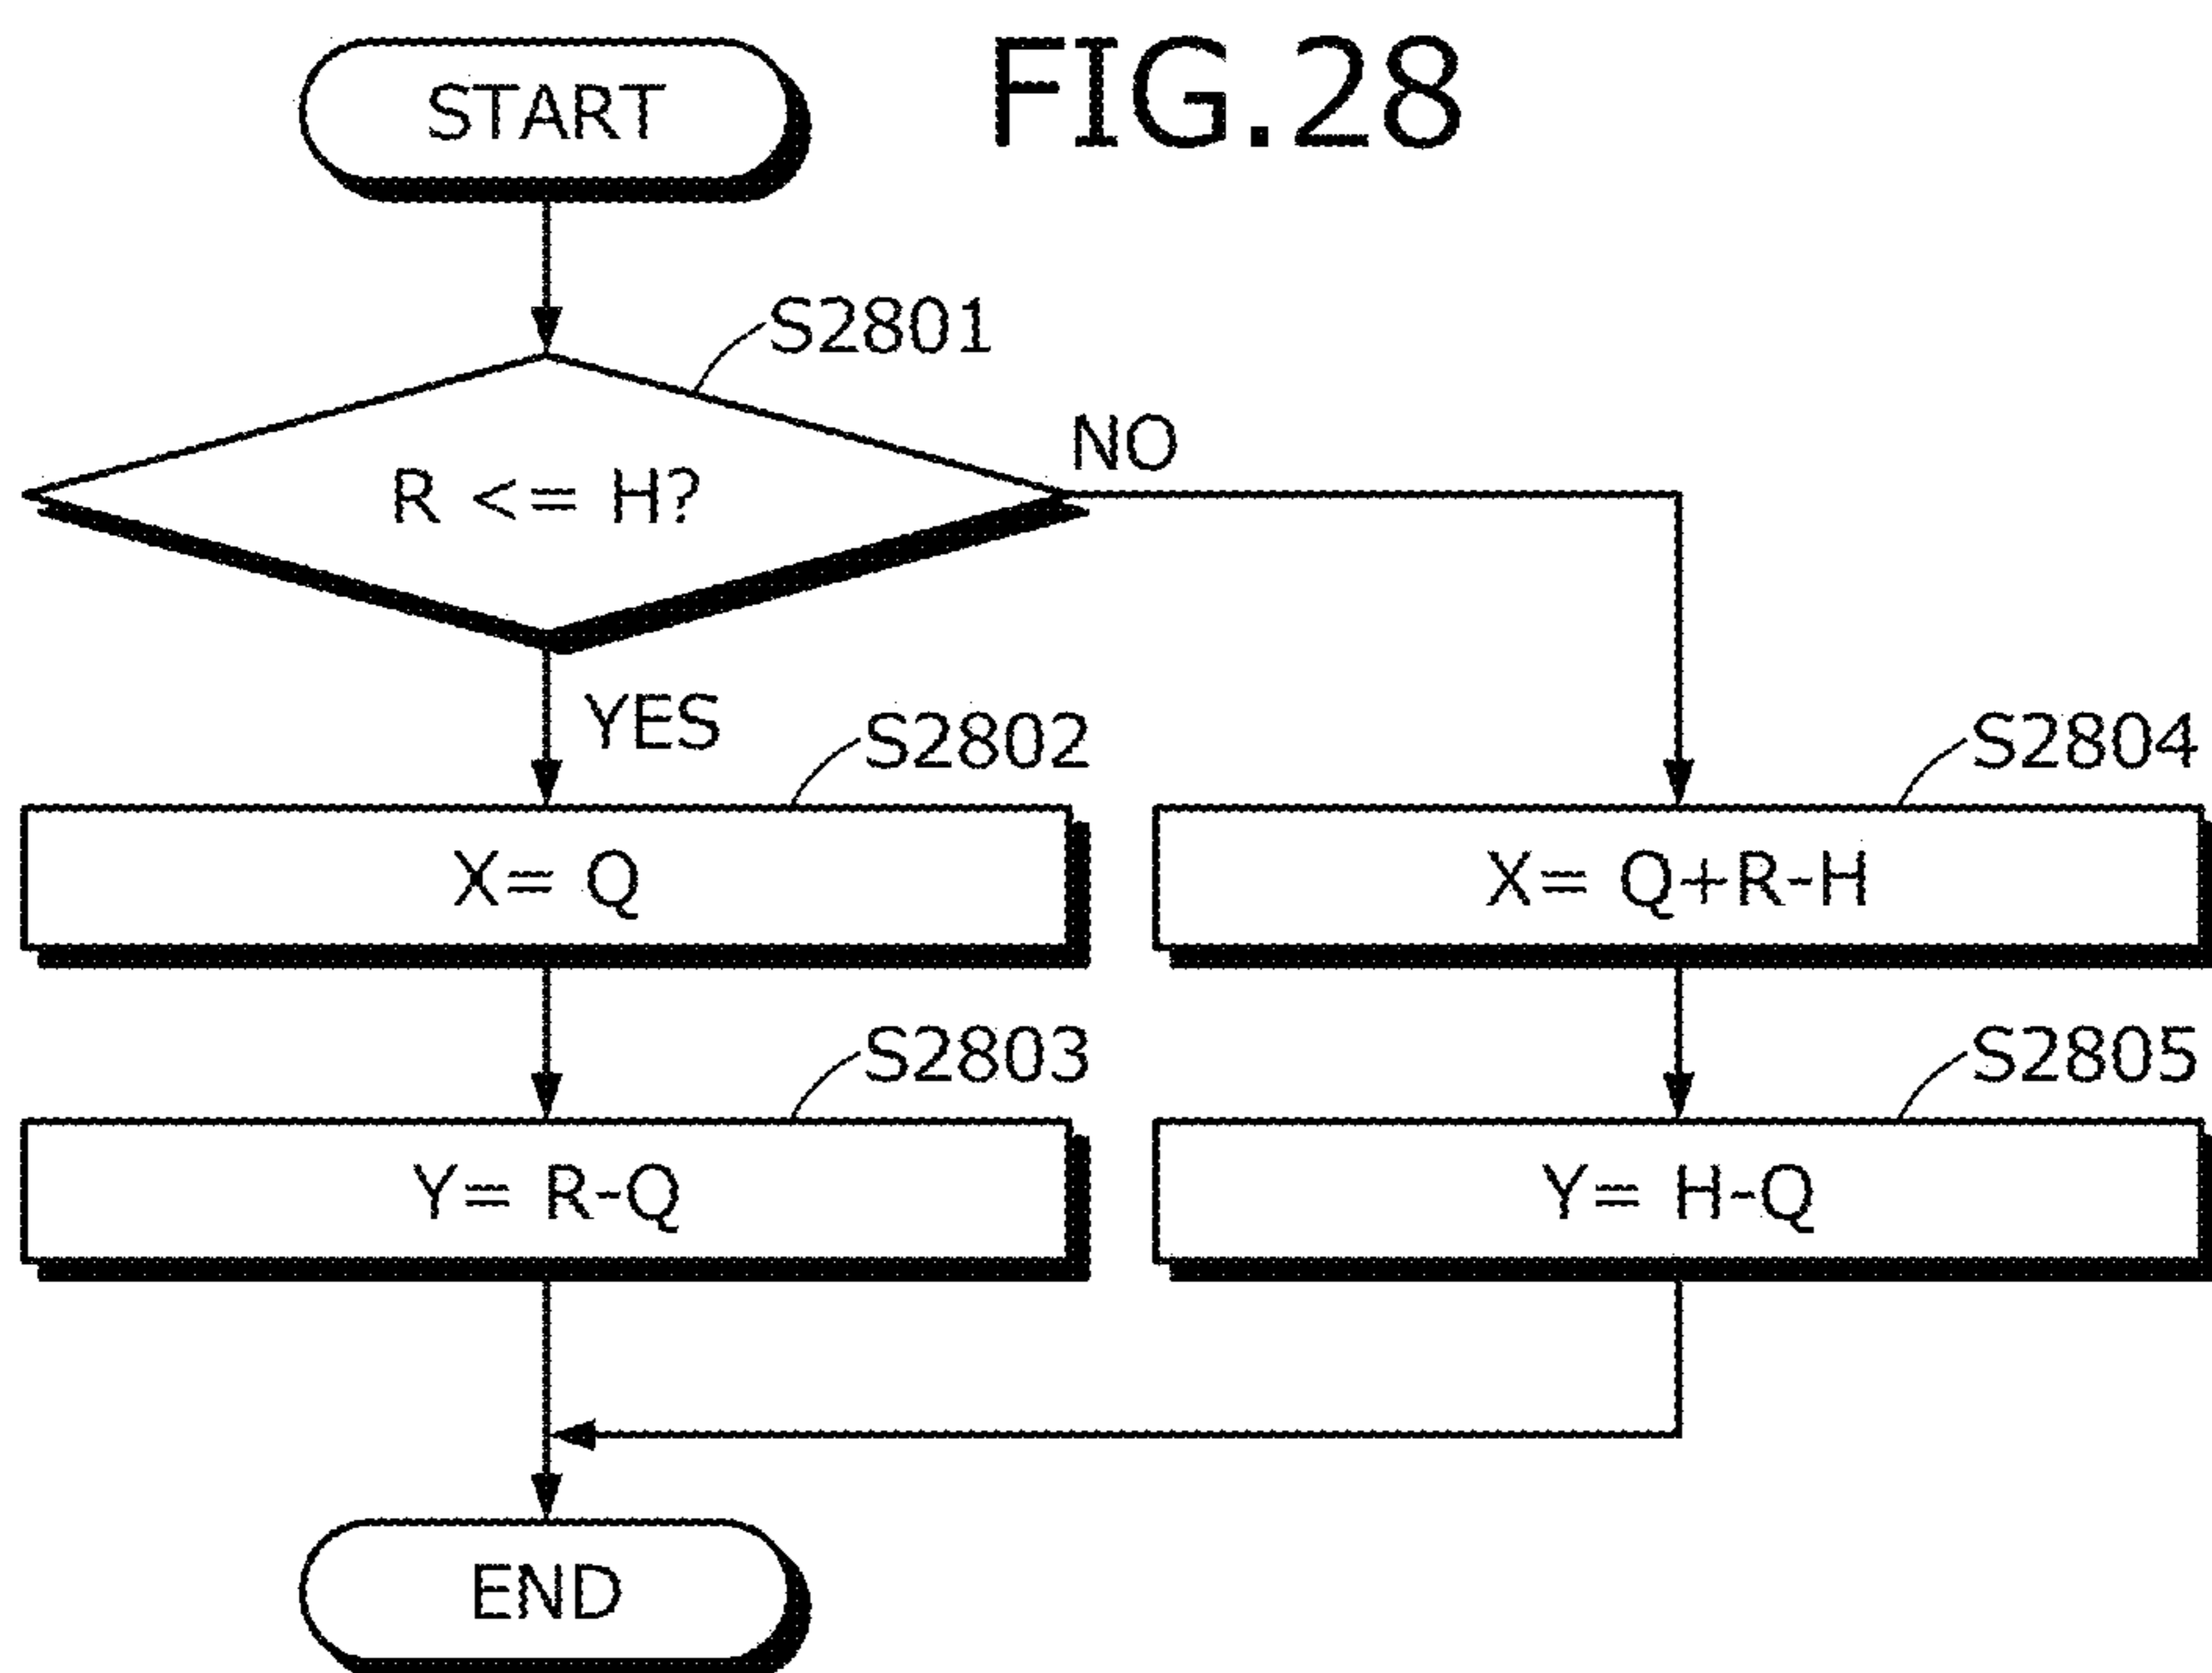 FIG.28
START
S2801
R <= H?
NO
YES
S2802
X= Q
S2803
Y= R-Q
S2804
X= Q+R-H
S2805
Y= H-Q
END